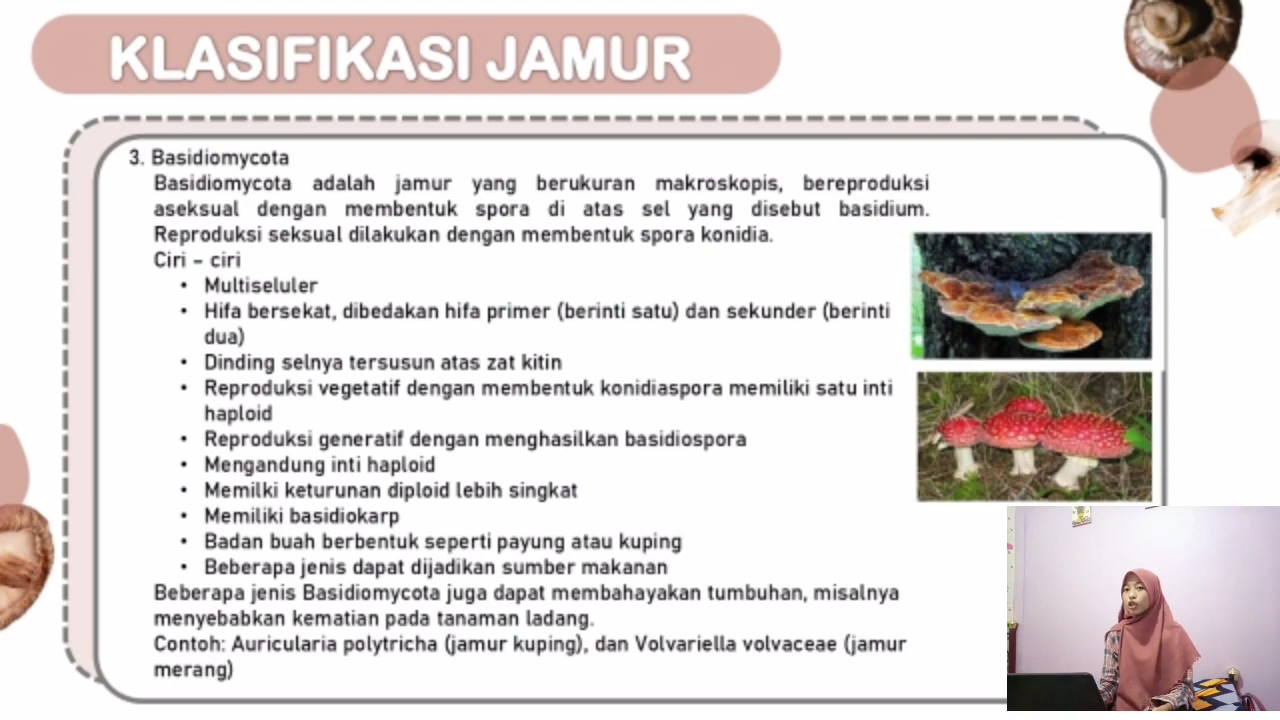 KLASIFIKASI JAMUR
3. Basidiomycota
Basidiomycota adalah jamur yang berukuran makroskopis, bereproduksi
aseksual dengan membentuk spora di atas sel yang disebut basidium.
Reproduksi seksual dilakukan dengan membentuk spora konidia.
Ciri – ciri
• Multiseluler
• Hifa bersekat, dibedakan hifa primer (berinti satu) dan sekunder (berinti
dua)
• Dinding selnya tersusun atas zat kitin
• Reproduksi vegetatif dengan membentuk konidiaspora memiliki satu inti
haploid
• Reproduksi generatif dengan menghasilkan basidiospora
• Mengandung inti haploid
• Memilki keturunan diploid lebih singkat
• Memiliki basidiokarp
• Badan buah berbentuk seperti payung atau kuping
• Beberapa jenis dapat dijadikan sumber makanan
Beberapa jenis Basidiomycota juga dapat membahayakan tumbuhan, misalnya
menyebabkan kematian pada tanaman ladang.
Contoh: Auricularia polytricha (jamur kuping), dan Volvariella volvaceae (jamur
merang)